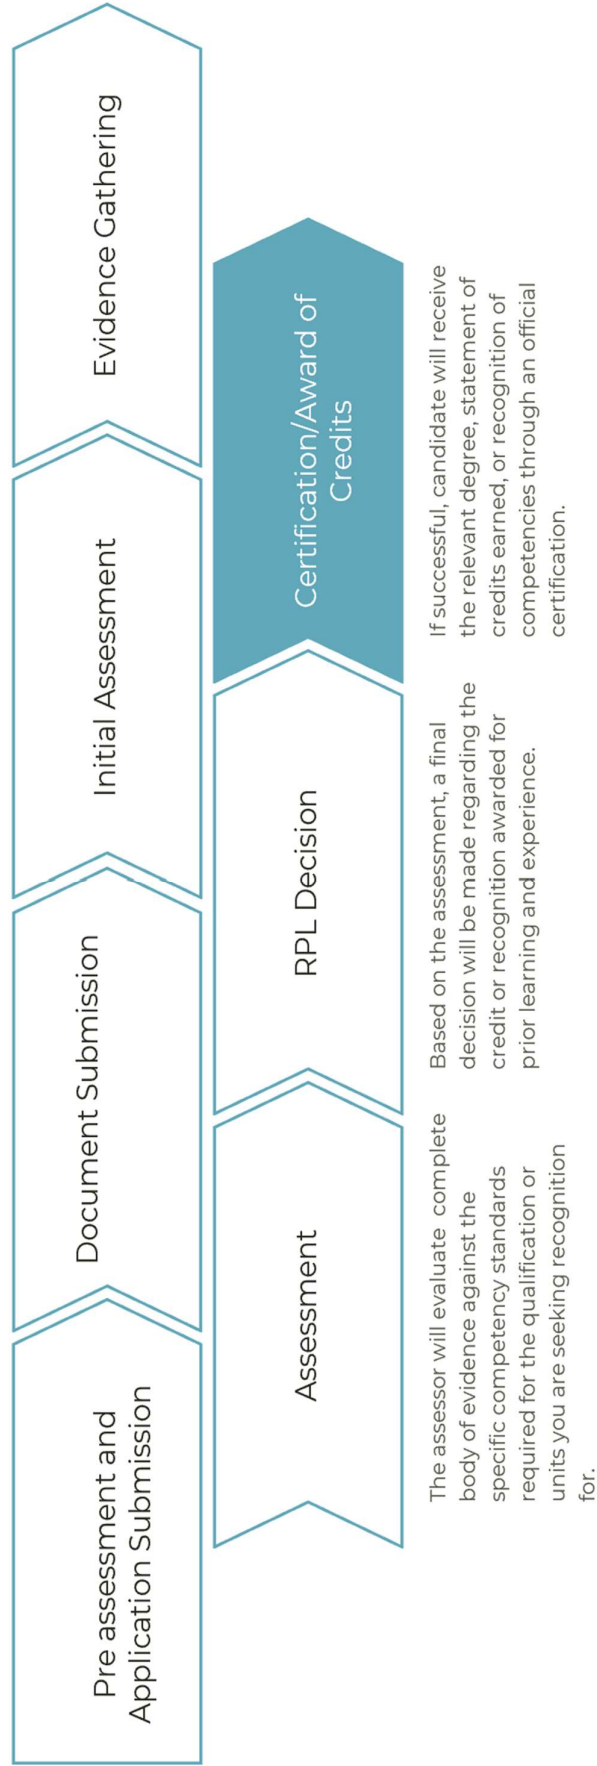 Pre assessment and
Application Submission
Document Submission
Initial Assessment
Evidence Gathering
Assessment
RPL Decision
Certification/Award of
Credits
The assessor will evaluate complete
body of evidence against the
specific competency standards
required for the qualification or
units you are seeking recognition
for.
Based on the assessment, a final
decision will be made regarding the
credit or recognition awarded for
prior learning and experience.
If successful, candidate will receive
the relevant degree, statement of
credits earned, or recognition of
competencies through an official
certification.